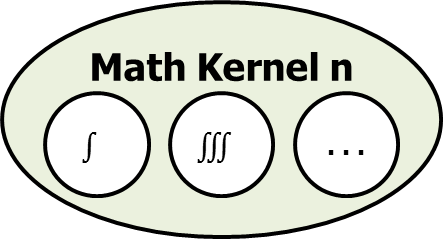 Math Kernel n
∫ ∭ ...